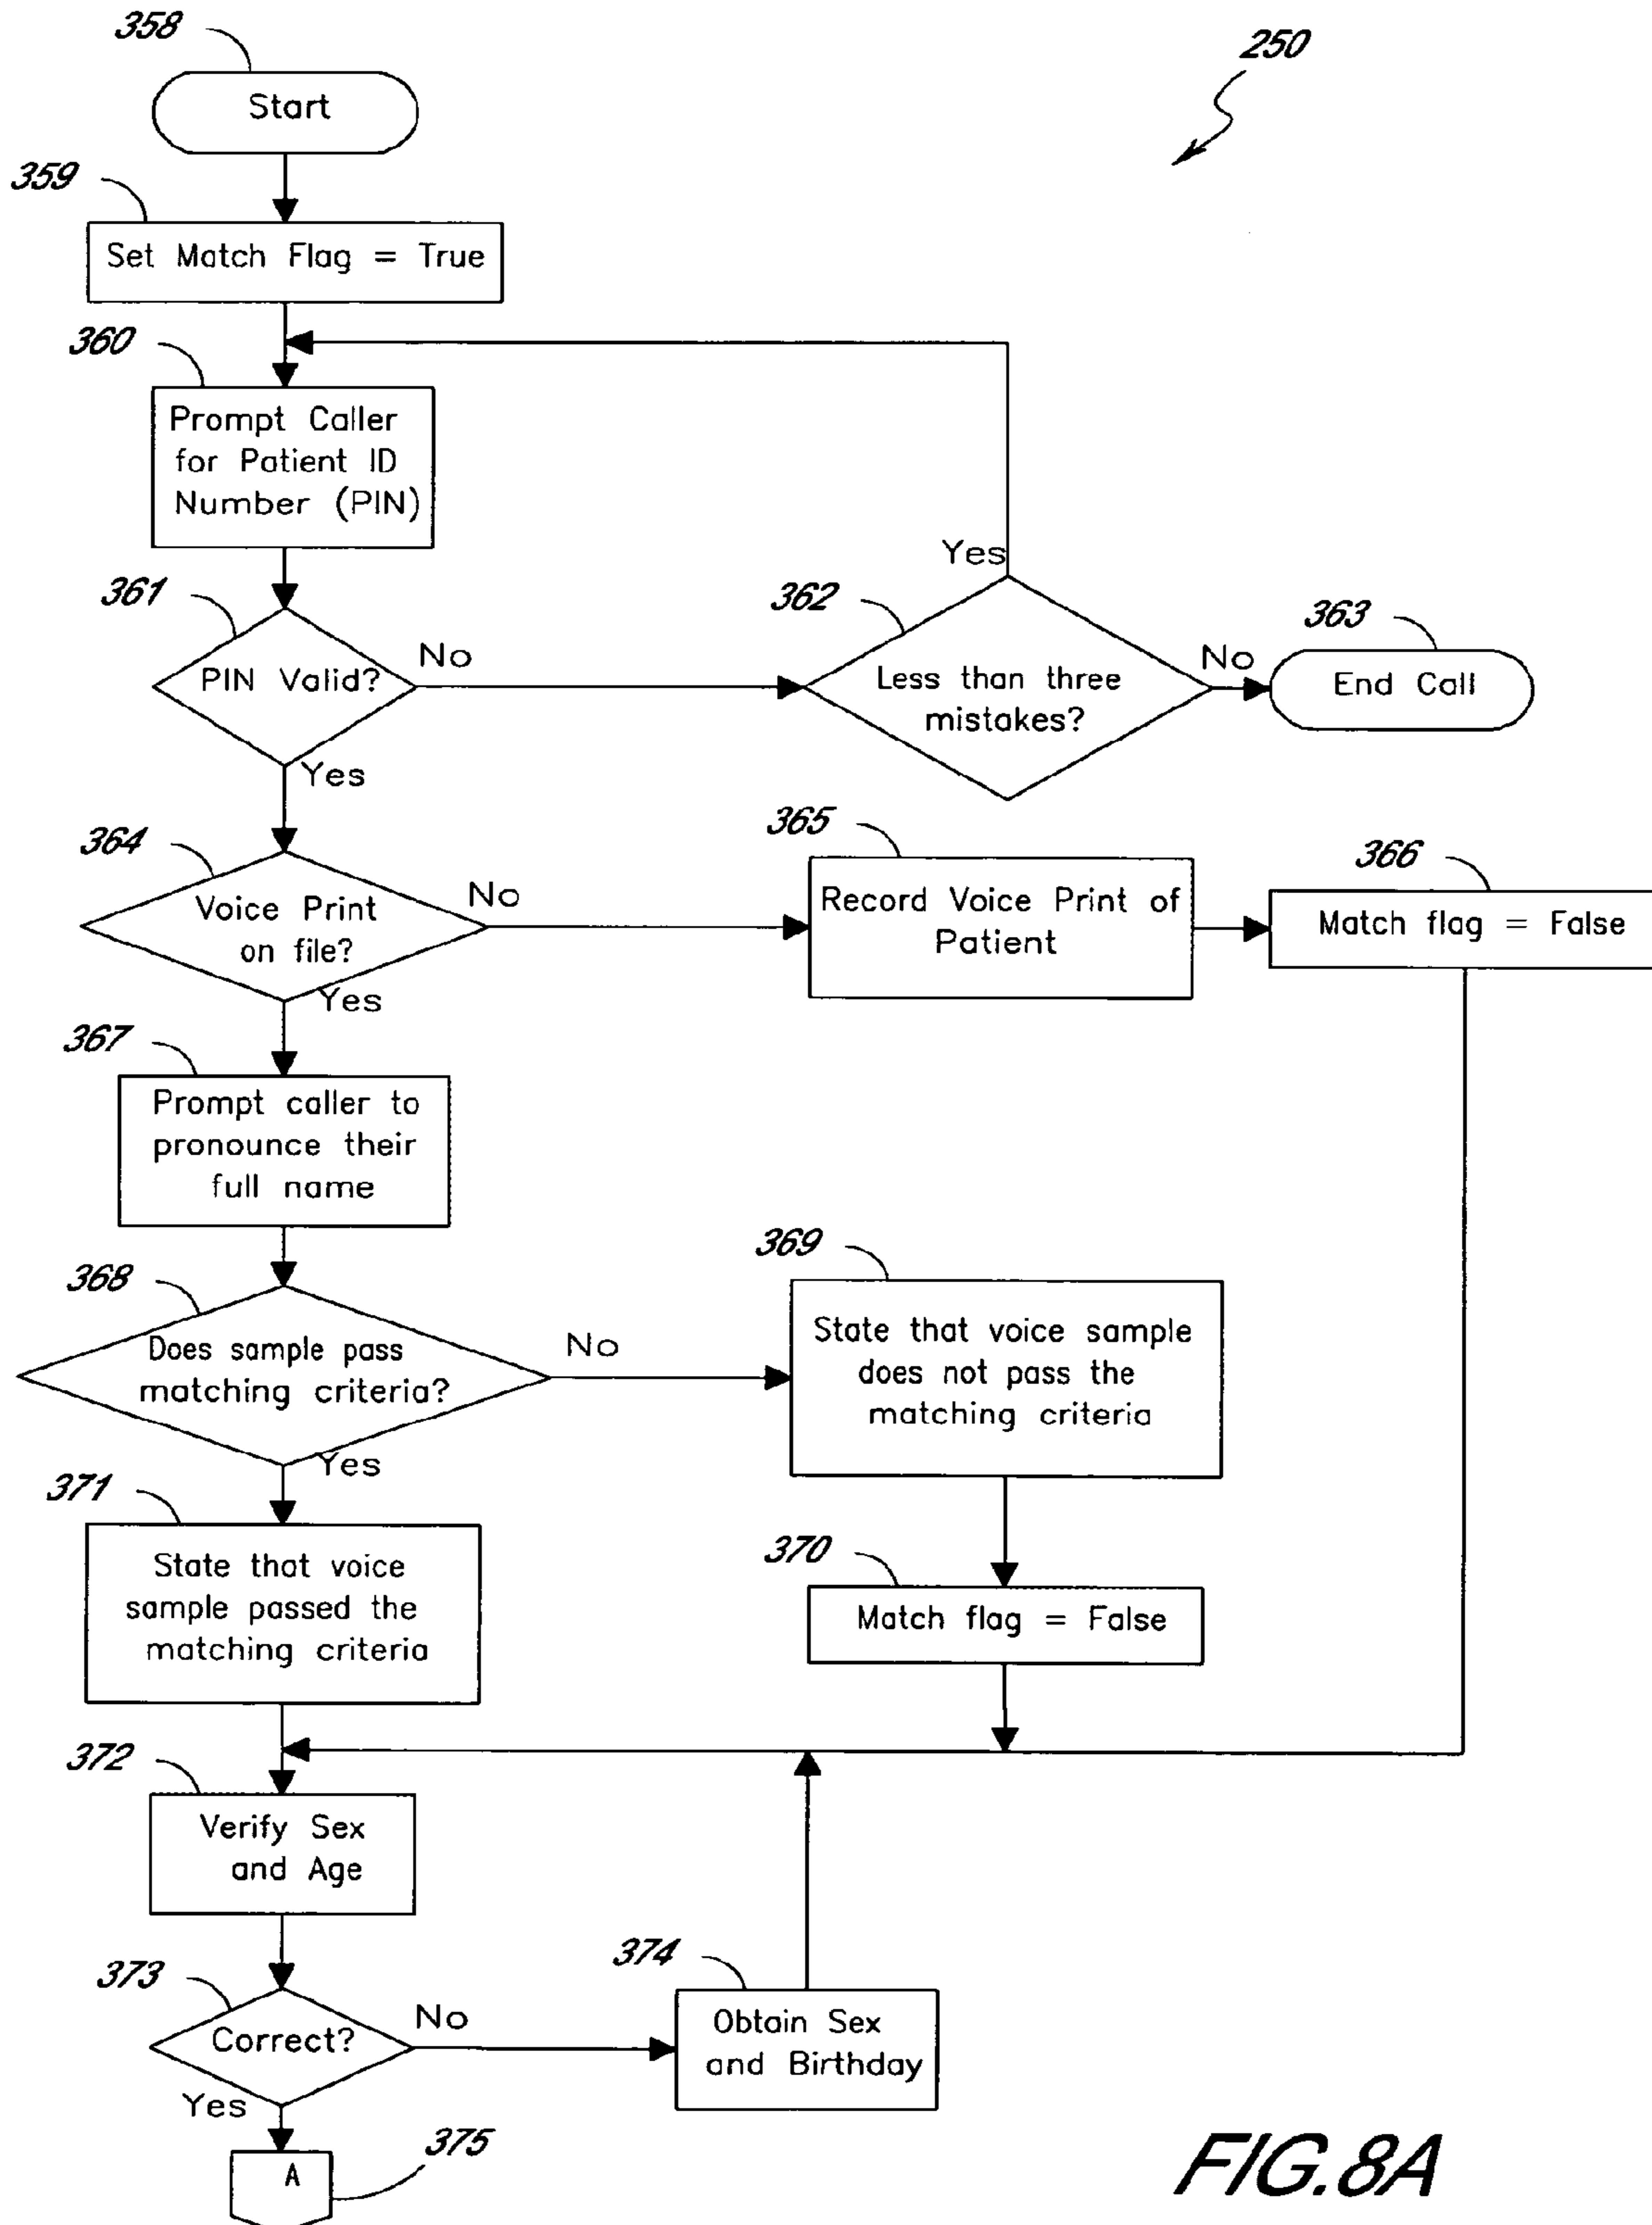 358
250
Start
359
Set Match Flag = True
360
Prompt Caller
for Patient ID
Number (PIN)
Yes
361
362
363
PIN Valid?
No
Less than three
mistakes?
No
End Call
Yes
364
365
366
Voice Print
on file?
No
Record Voice Print of
Patient
Match flag = False
Yes
367
Prompt caller to
pronounce their
full name
368
369
Does sample pass
matching criteria?
No
State that voice sample
does not pass the
matching criteria
Yes
371
370
State that voice
sample passed the
matching criteria
Match flag = False
372
Verify Sex
and Age
373
374
Correct?
No
Obtain Sex
and Birthday
Yes
375
A
FIG.8A